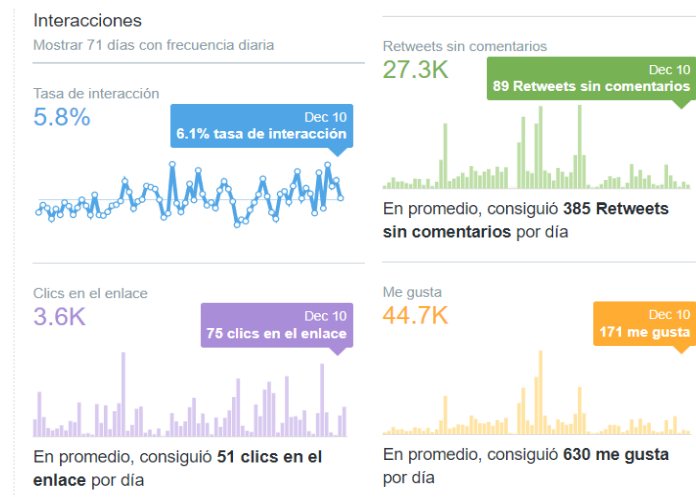 Interacciones
Mostrar 71 días con frecuencia diaria
Tasa de interacción
5.8%
Dec 10
6.1% tasa de interacción
Retweets sin comentarios
27.3K
Dec 10
89 Retweets sin comentarios
En promedio, consiguió 385 Retweets
sin comentarios por día
Clics en el enlace
3.6K
Dec 10
75 clics en el enlace
En promedio, consiguió 51 clics en el
enlace por día
Me gusta
44.7K
Dec 10
171 me gusta
En promedio, consiguió 630 me gusta
por día